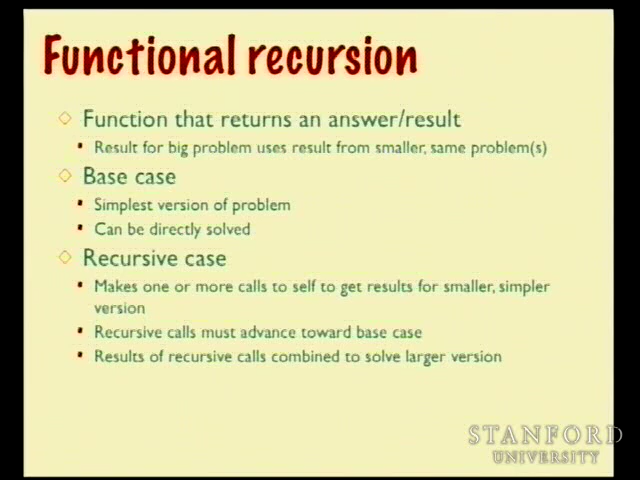 Functional recursion
Function that returns an answer/result
Result for big problem uses result from smaller, same problem(s)
Base case
Simplest version of problem
Can be directly solved
Recursive case
Makes one or more calls to self to get results for smaller, simpler
version
Recursive calls must advance toward base case
Results of recursive calls combined to solve larger version
STANFORD
UNIVERSITY